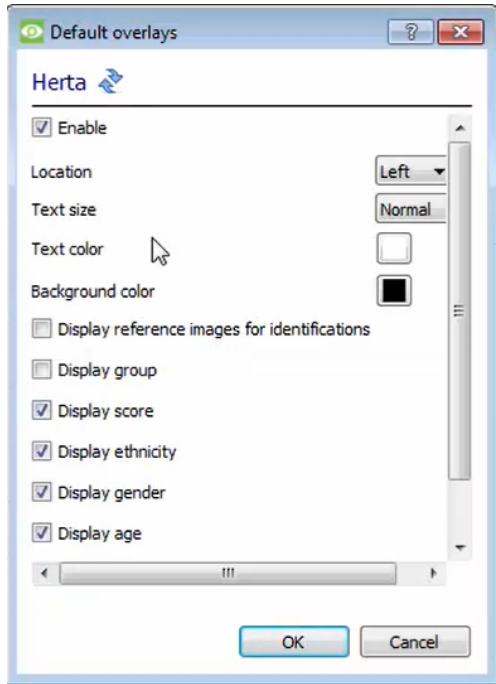 Default overlays
Herta
Enable
Location Left
Text size Normal
Text color
Background color
Display reference images for identifications
Display group
Display score
Display ethnicity
Display gender
Display age
OK Cancel